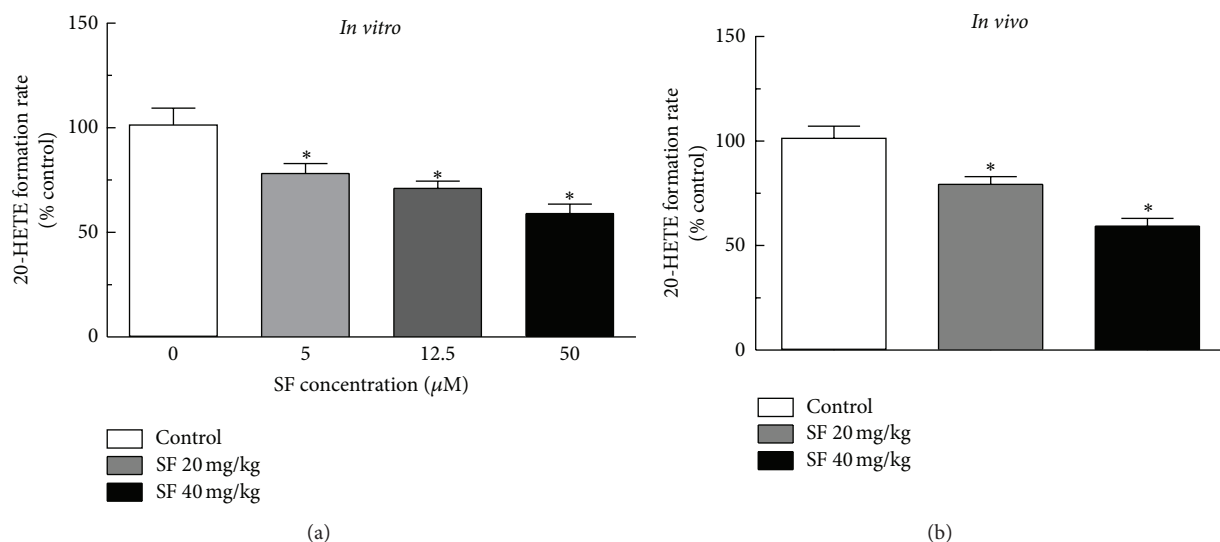 In vitro
20-HETE formation rate
(% control)
150
100
50
0
*
*
*
0 5 12.5 50
SF concentration (μM)
Control
SF 20 mg/kg
SF 40 mg/kg
(a)
In vivo
20-HETE formation rate
(% control)
150
100
50
0
*
*
Control
SF 20 mg/kg
SF 40 mg/kg
(b)